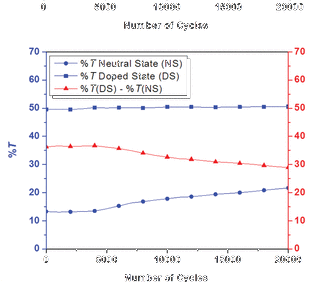 0 5000 10000 15000 20000
Number of Cycles
70 70
%T Neutral State (NS)
%T Doped State (DS)
%T(DS) - %T(NS)
60 60
50 50
40 40
%T
30 30
20 20
10 10
0 0
0 5000 10000 15000 20000
Number of Cycles